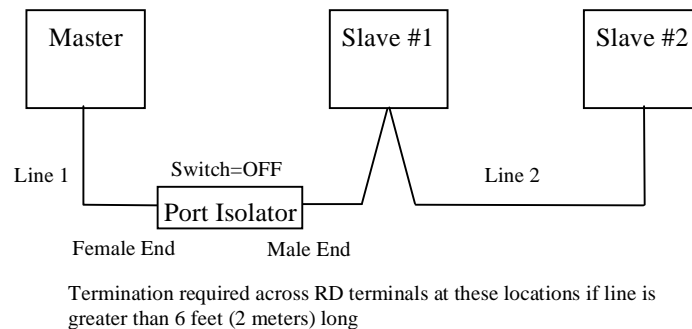 Master
Slave #1
Slave #2
Line 1
Switch=OFF
Line 2
Port Isolator
Female End
Male End
Termination required across RD terminals at these locations if line is
greater than 6 feet (2 meters) long